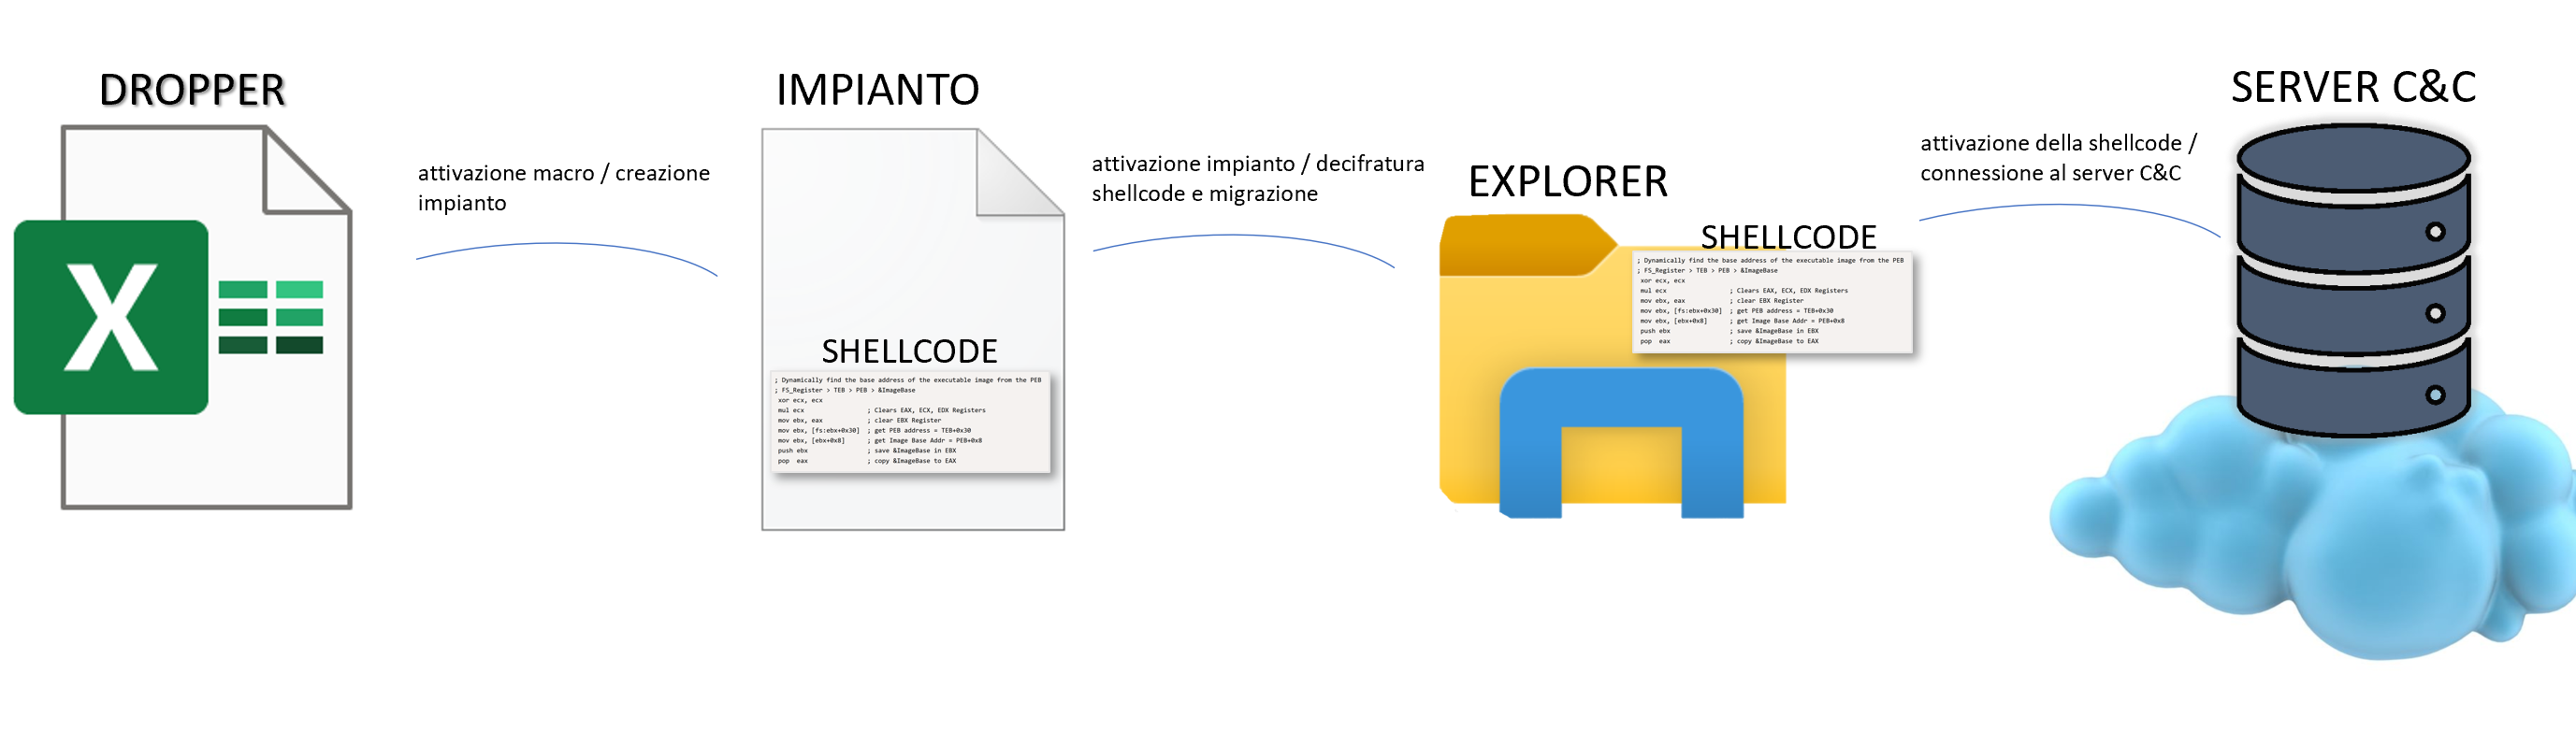 DROPPER
attivazione macro / creazione
impianto
IMPIANTO
SHELLCODE
; Dynamically find the base address of the executable image from the PEB
; FS_Register > TEB > PEB > &ImageBase
xor ecx, ecx
mul ecx ; Clears EAX, ECX, EDX Registers
mov ebx, eax ; clear EBX Register
mov ebx, [fs:ebx+0x30] ; get PEB address = TEB+0x30
mov ebx, [ebx+0x8] ; get Image Base Addr = PEB+0x8
push ebx ; save &ImageBase in EBX
pop eax ; copy &ImageBase to EAX
attivazione impianto / decifratura
shellcode e migrazione
EXPLORER
SHELLCODE
; Dynamically find the base address of the executable image from the PEB
; FS_Register > TEB > PEB > &ImageBase
xor ecx, ecx
mul ecx ; Clears EAX, ECX, EDX Registers
mov ebx, eax ; clear EBX Register
mov ebx, [fs:ebx+0x30] ; get PEB address = TEB+0x30
mov ebx, [ebx+0x8] ; get Image Base Addr = PEB+0x8
push ebx ; save &ImageBase in EBX
pop eax ; copy &ImageBase to EAX
attivazione della shellcode /
connessione al server C&C
SERVER C&C
X